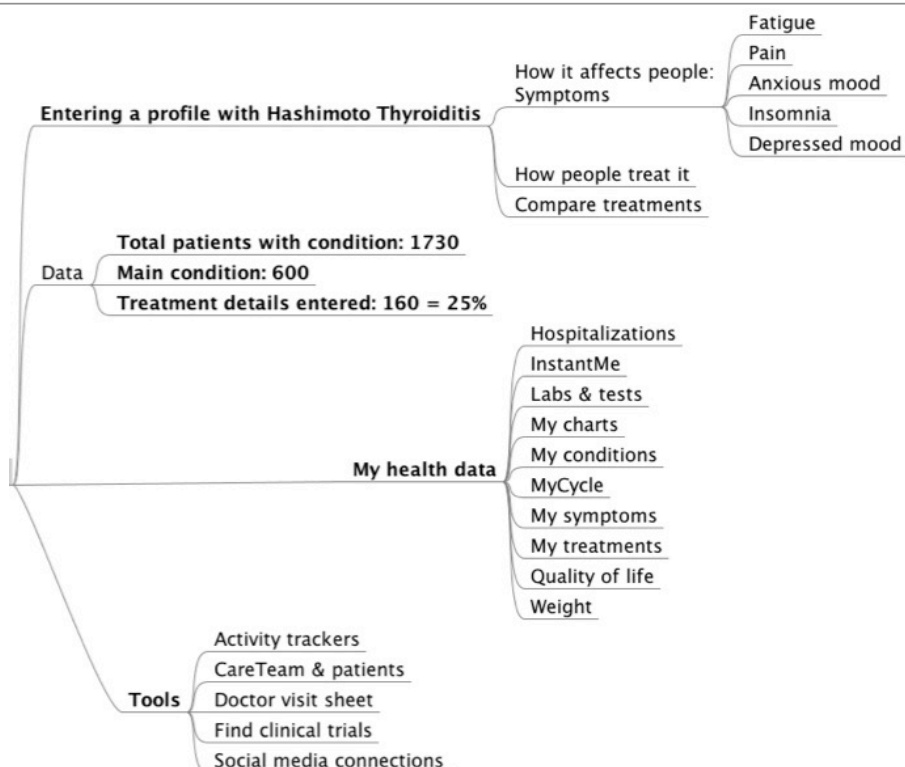 Entering a profile with Hashimoto Thyroiditis
How it affects people:
Symptoms
Fatigue
Pain
Anxious mood
Insomnia
Depressed mood
How people treat it
Compare treatments
Data
Total patients with condition: 1730
Main condition: 600
Treatment details entered: 160 = 25%
My health data
Hospitalizations
InstantMe
Labs & tests
My charts
My conditions
MyCycle
My symptoms
My treatments
Quality of life
Weight
Tools
Activity trackers
CareTeam & patients
Doctor visit sheet
Find clinical trials
Social media connections